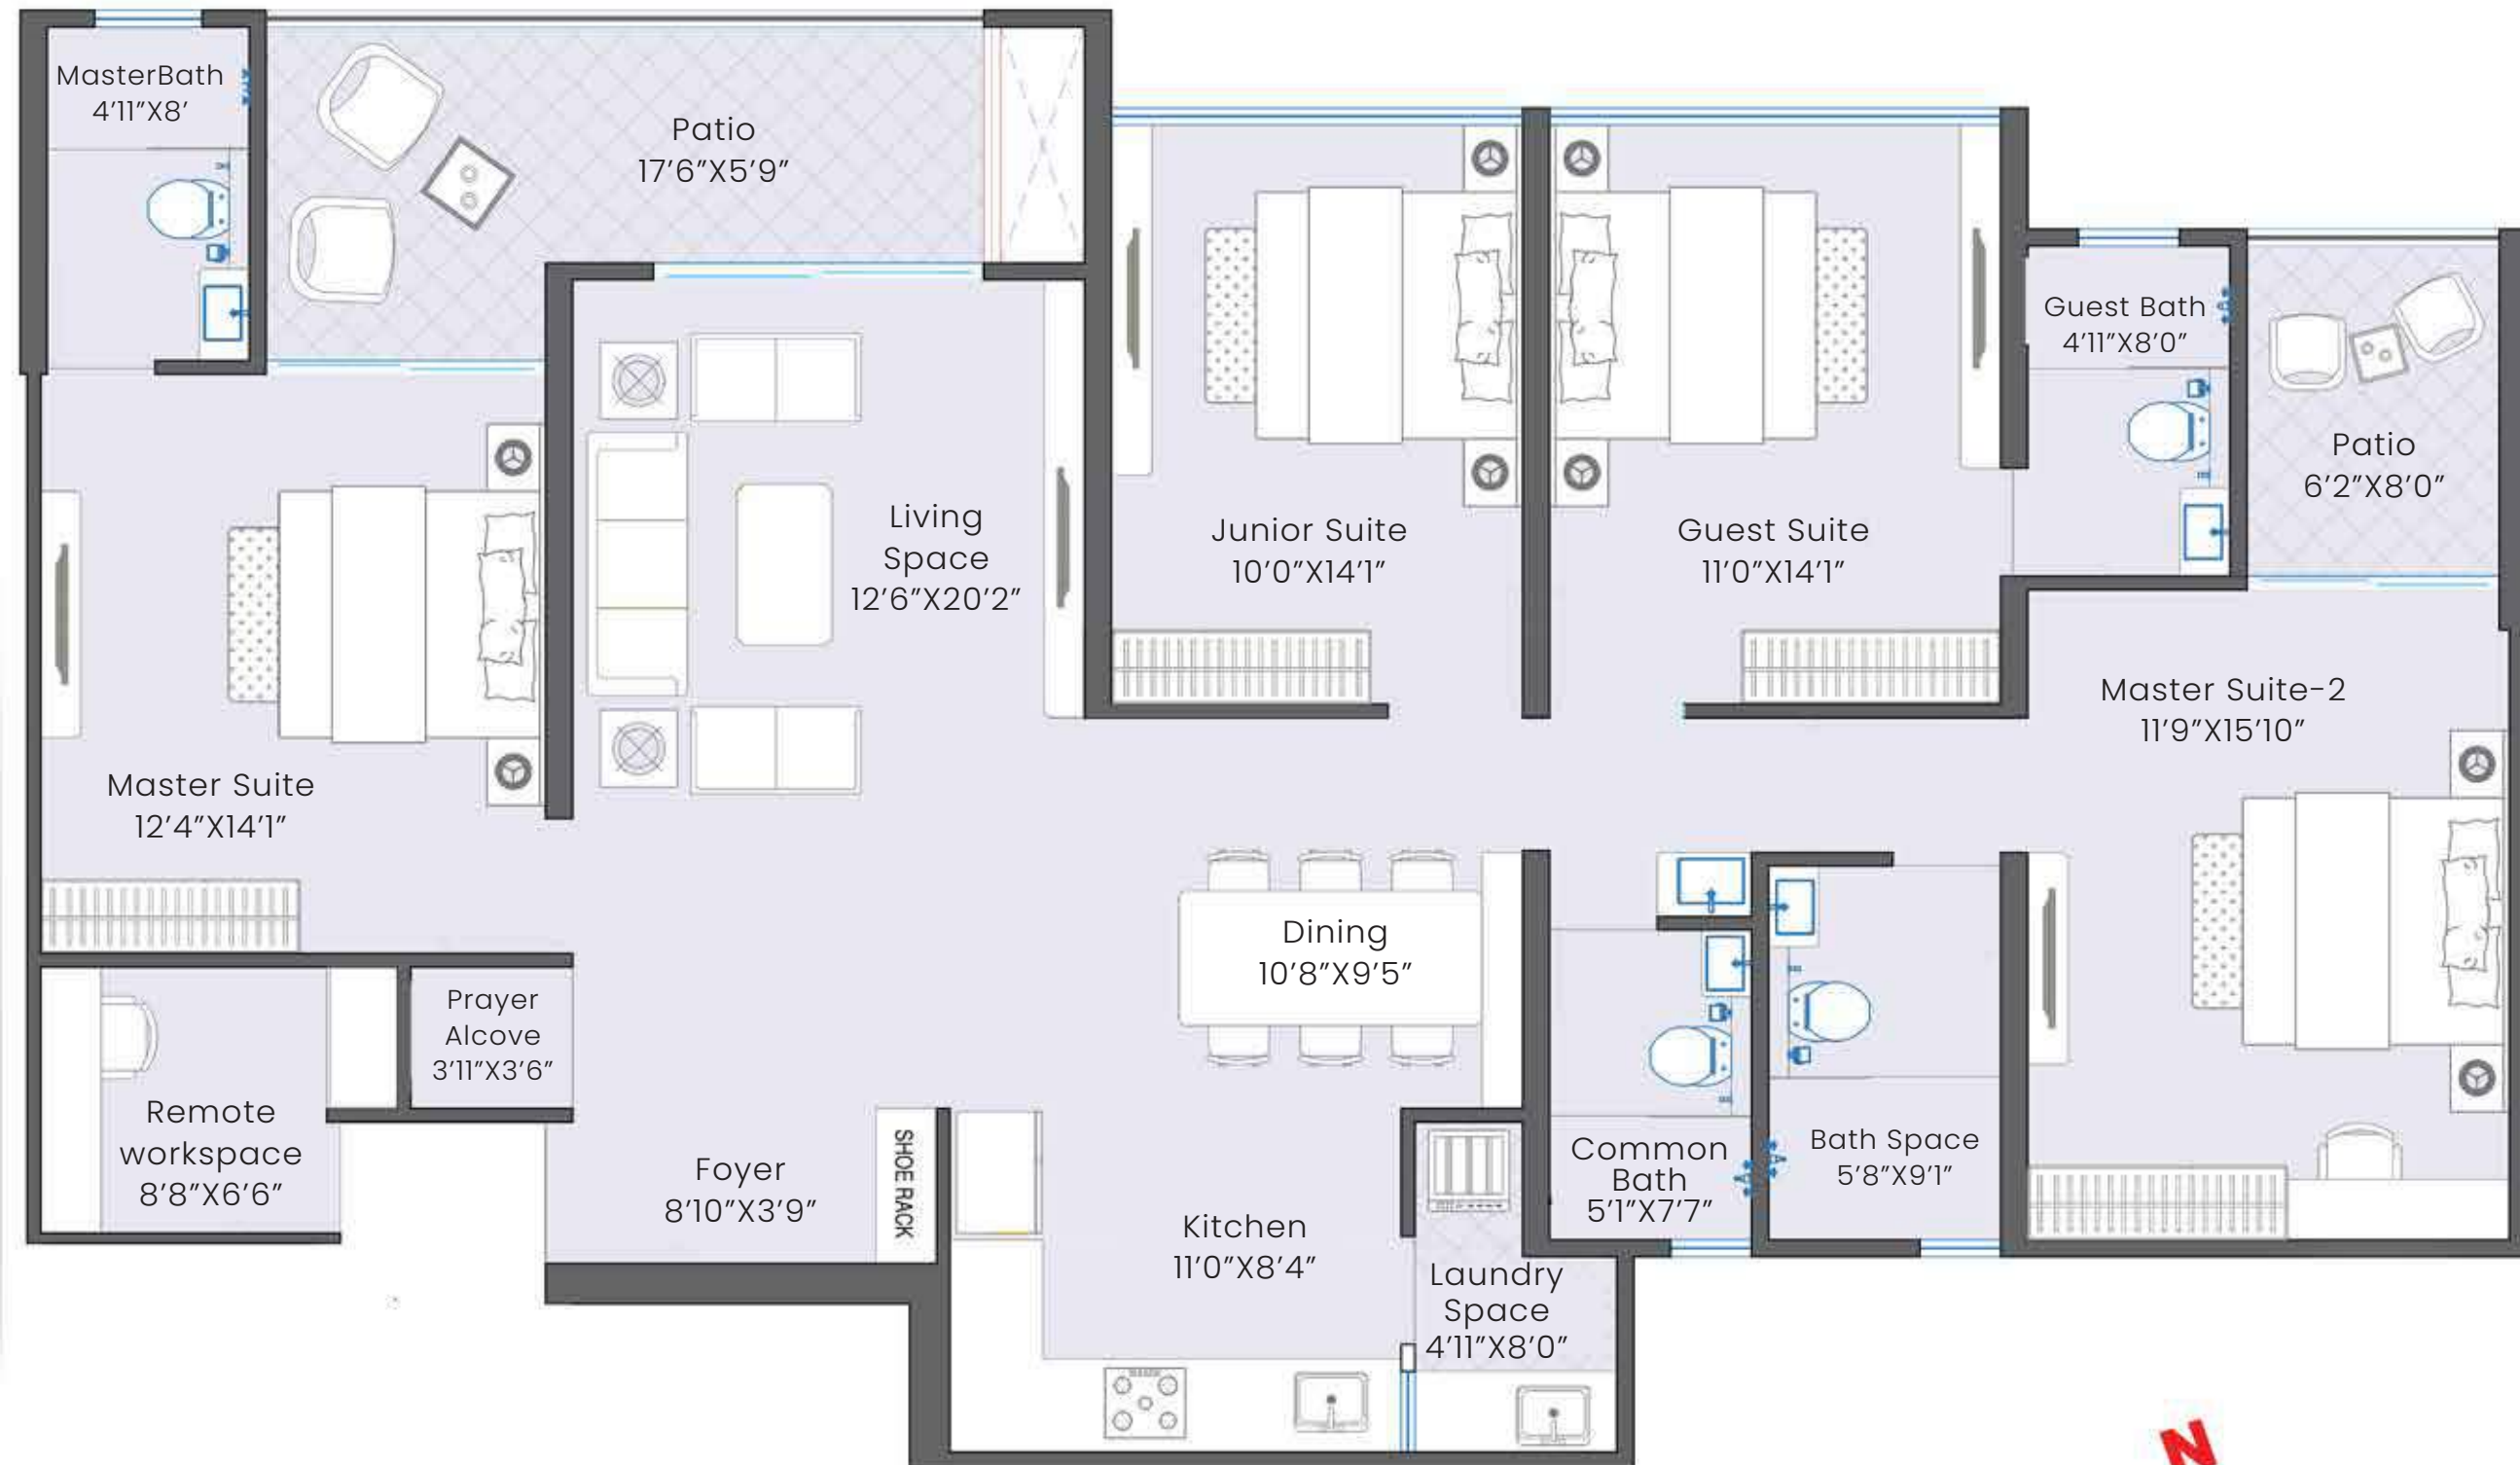 MasterBath
4'11"X8'
Patio
17'6"X5'9"
Living
Space
12'6"X20'2"
Junior Suite
10'0"X14'1"
Guest Suite
11'0"X14'1"
Guest Bath
4'11"X8'0"
Patio
6'2"X8'0"
Master Suite-2
11'9"X15'10"
Master Suite
12'4"X14'1"
Dining
10'8"X9'5"
Prayer
Alcove
3'11"X3'6"
Remote
workspace
8'8"X6'6"
Foyer
8'10"X3'9"
SHOE RACK
Kitchen
11'0"X8'4"
Laundry
Space
4'11"X8'0"
Common
Bath
5'1"X7'7"
Bath Space
5'8"X9'1"
N